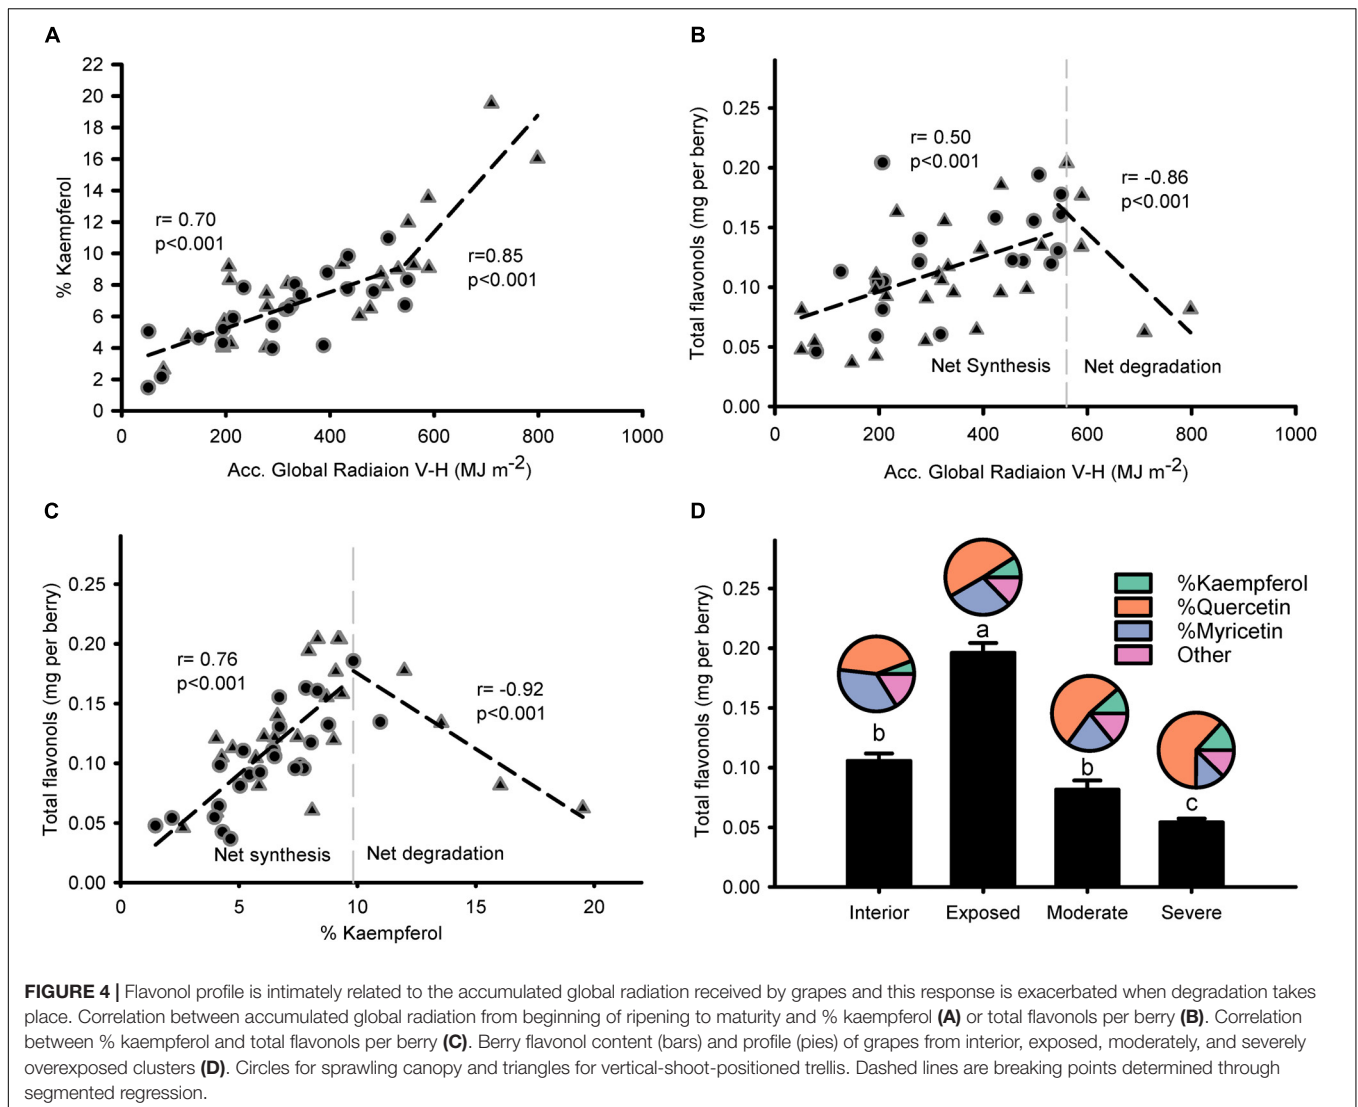 A
22
20
18
16
14
12
10
8
6
4
2
0
% Kaempferol
r= 0.70
p<0.001
r=0.85
p<0.001
0 200 400 600 800 1000
Acc. Global Radiaion V-H (MJ m-2)
B
0.25
0.20
0.15
0.10
0.05
0.00
Total flavonols (mg per berry)
r= 0.50
p<0.001
r= -0.86
p<0.001
Net Synthesis Net degradation
0 200 400 600 800 1000
Acc. Global Radiaion V-H (MJ m-2)
C
0.25
0.20
0.15
0.10
0.05
0.00
Total flavonols (mg per berry)
r= 0.76
p<0.001
r= -0.92
p<0.001
Net synthesis Net degradation
0 5 10 15 20
% Kaempferol
D
0.25
0.20
0.15
0.10
0.05
0.00
Total flavonols (mg per berry)
%Kaempferol
%Quercetin
%Myricetin
Other
b
a
b
c
Interior Exposed Moderate Severe
FIGURE 4 | Flavonol profile is intimately related to the accumulated global radiation received by grapes and this response is exacerbated when degradation takes
place. Correlation between accumulated global radiation from beginning of ripening to maturity and % kaempferol (A) or total flavonols per berry (B). Correlation
between % kaempferol and total flavonols per berry (C). Berry flavonol content (bars) and profile (pies) of grapes from interior, exposed, moderately, and severely
overexposed clusters (D). Circles for sprawling canopy and triangles for vertical-shoot-positioned trellis. Dashed lines are breaking points determined through
segmented regression.